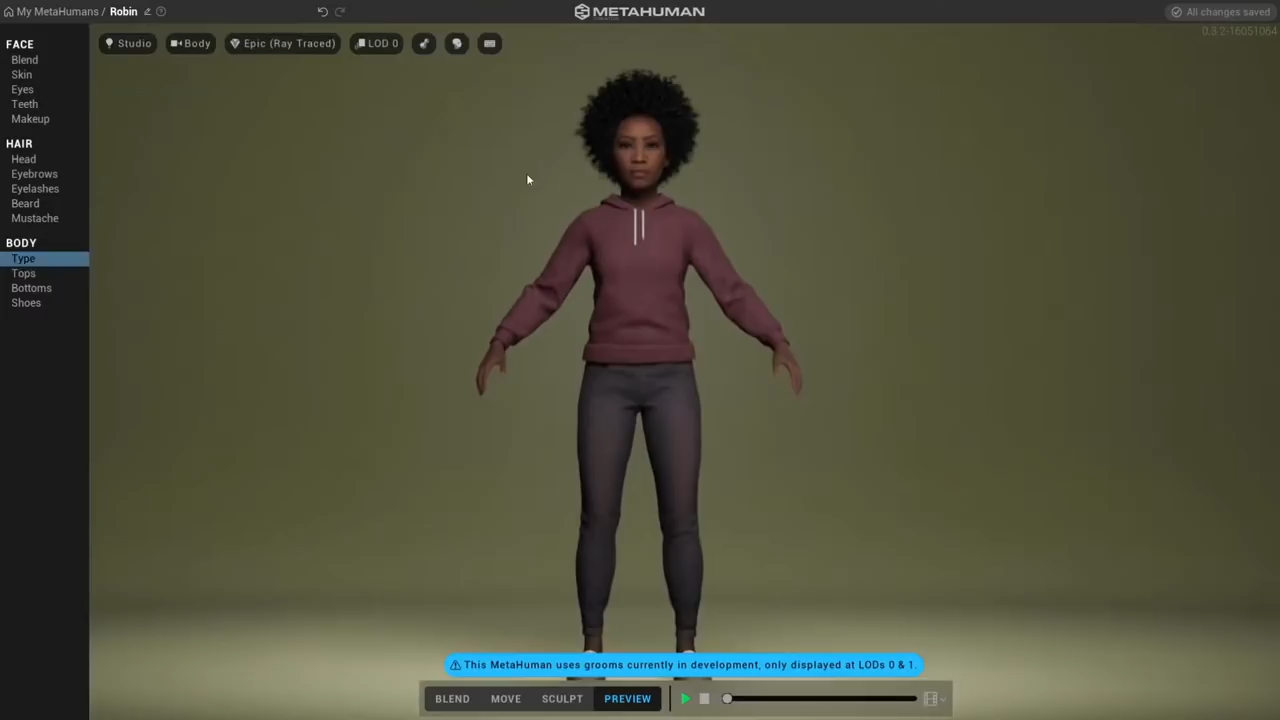 My MetaHumans / Robin
METAHUMAN
All changes saved
0.3.2:16051064
Studio
Body
Epic (Ray Traced)
LOD 0
FACE
Blend
Skin
Eyes
Teeth
Makeup
HAIR
Head
Eyebrows
Eyelashes
Beard
Mustache
BODY
Type
Tops
Bottoms
Shoes
This MetaHuman uses grooms currently in development, only displayed at LODs 0 & 1.
BLEND
MOVE
SCULPT
PREVIEW